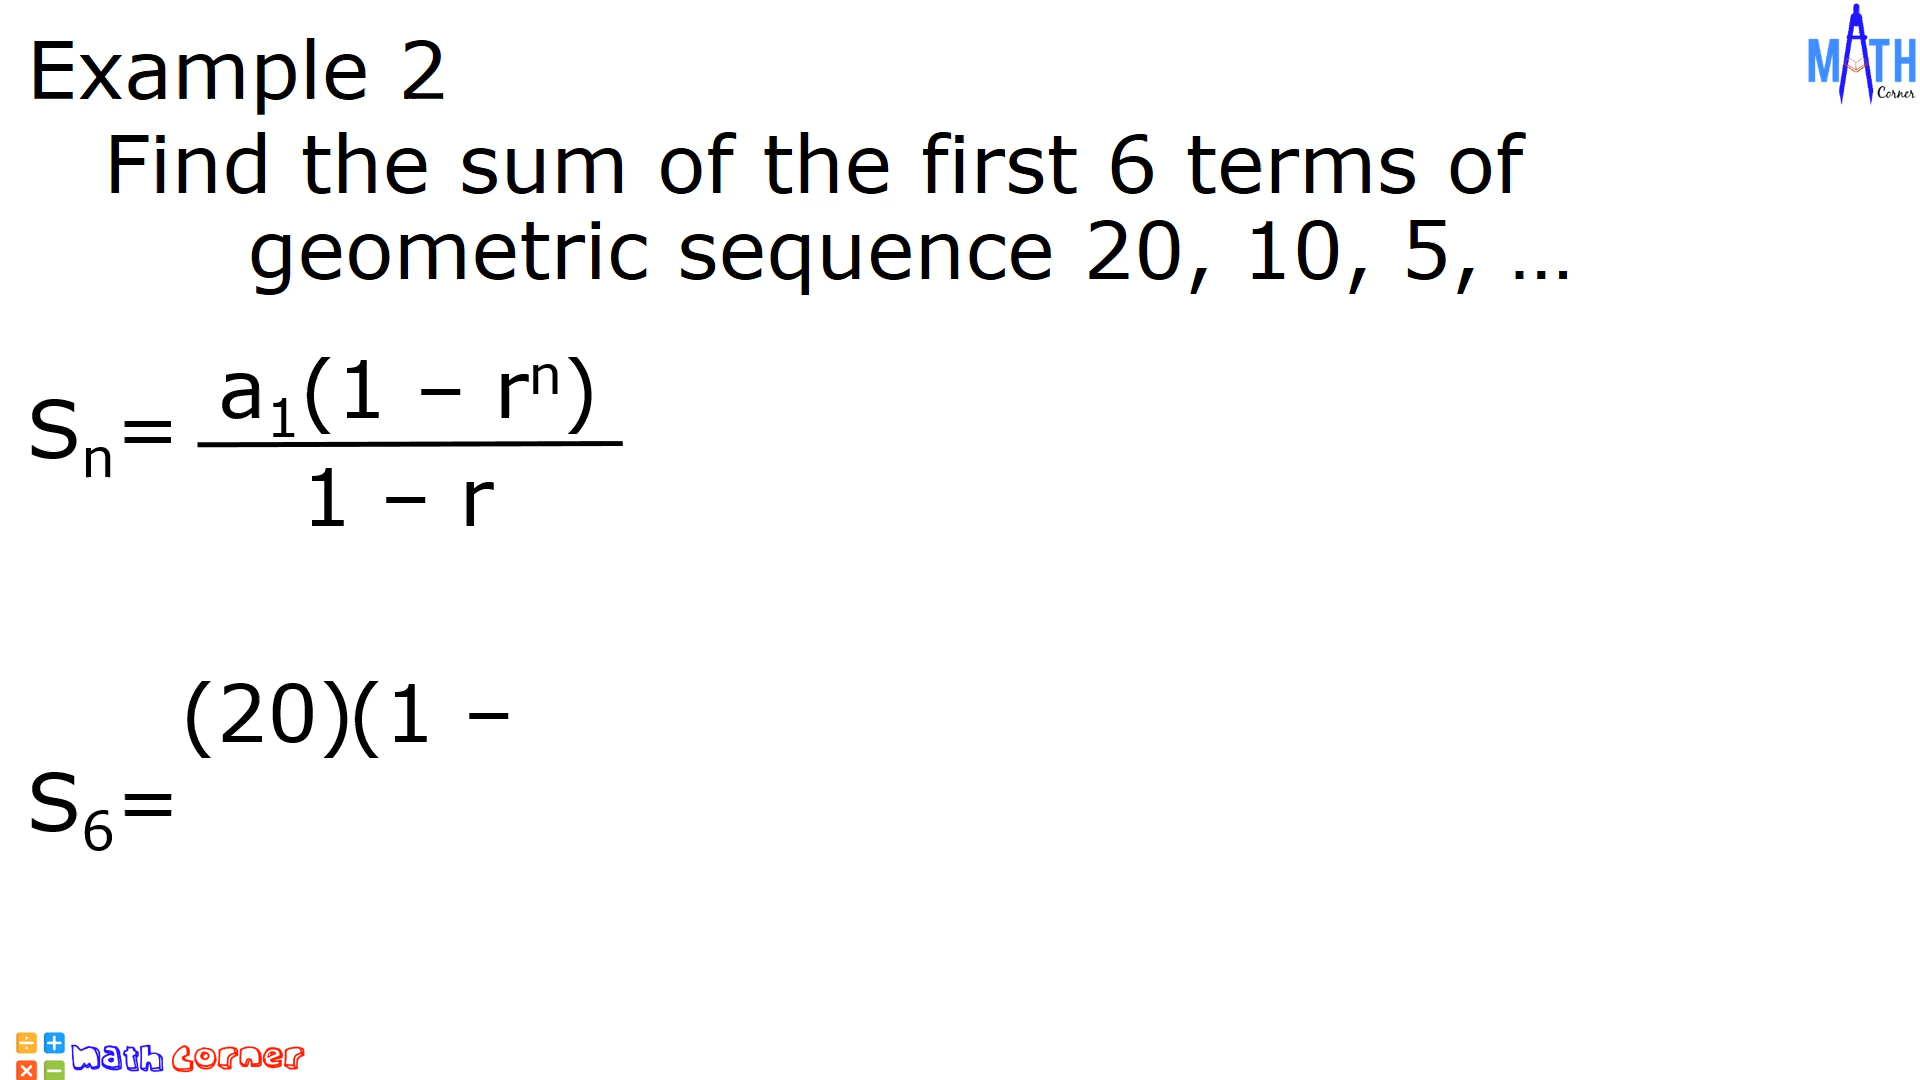 Example 2
Find the sum of the first 6 terms of
geometric sequence 20, 10, 5, ...
Sₙ= a₁(1 – rⁿ)
1 – r
(20)(1 –
S₆=
MATH
Corner
math corner